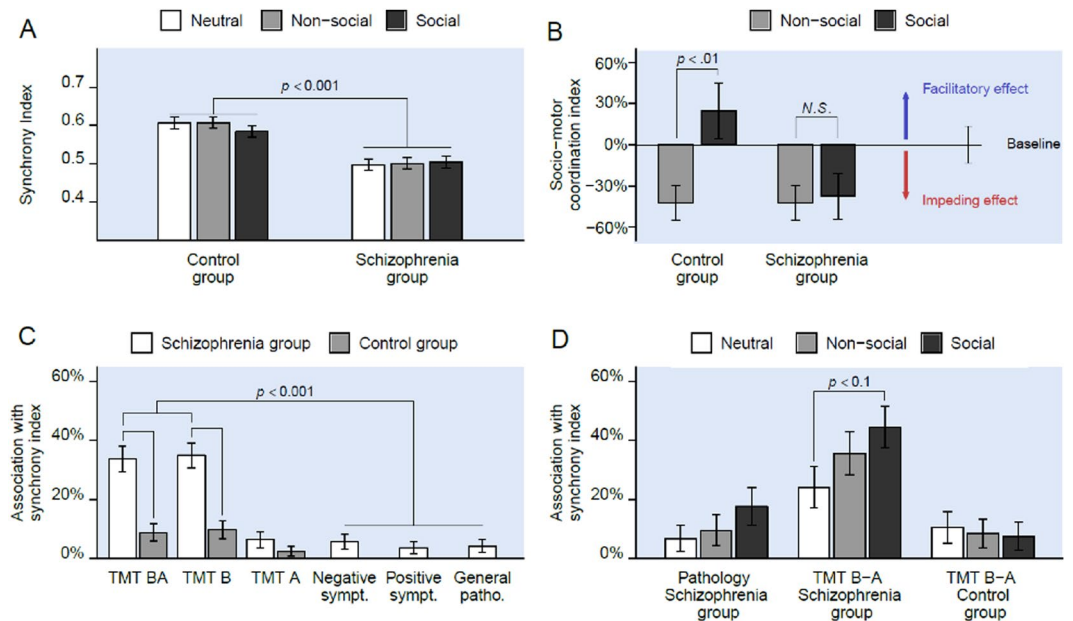 A
Neutral
Non-social
Social
Synchrony Index
0.7
0.6
0.5
0.4
p < 0.001
Control
group
Schizophrenia
group
B
Non-social
Social
Socio-motor
coordination index
60%
30%
0%
-30%
-60%
p < .01
N.S.
Facilitatory effect
Baseline
Impeding effect
Control
group
Schizophrenia
group
C
Schizophrenia group
Control group
Association with
synchrony index
60%
40%
20%
0%
p < 0.001
TMT BA
TMT B
TMT A
Negative
sympt.
Positive
sympt.
General
patho.
D
Neutral
Non-social
Social
Association with
synchrony index
60%
40%
20%
0%
p < 0.1
Pathology
Schizophrenia
group
TMT B-A
Schizophrenia
group
TMT B-A
Control
group